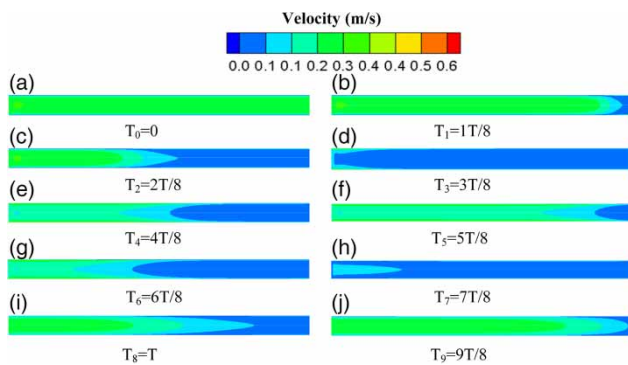 Velocity (m/s)
0.0 0.1 0.1 0.2 0.3 0.4 0.4 0.5 0.6 0.6
(a) (b)
T₀=0 T₁=1T/8
(c) (d)
T₂=2T/8 T₃=3T/8
(e) (f)
T₄=4T/8 T₅=5T/8
(g) (h)
T₆=6T/8 T₇=7T/8
(i) (j)
T₈=T T₉=9T/8